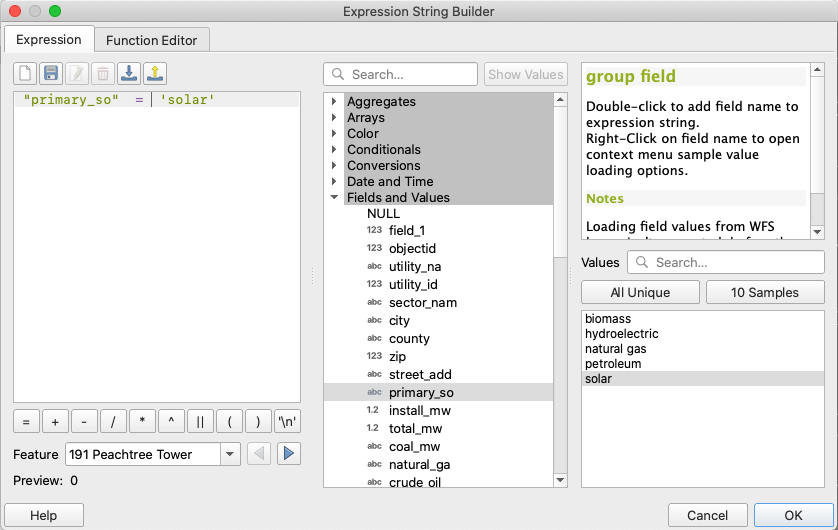 Expression String Builder
Expression
Function Editor
"primary_so"  =  'solar'
= + - / * ^ || ( ) '\n'
Feature 191 Peachtree Tower
Preview: 0
Search...
Show Values
Aggregates
Arrays
Color
Conditionals
Conversions
Date and Time
Fields and Values
NULL
123 field_1
123 objectid
abc utility_na
123 utility_id
abc sector_nam
abc city
abc county
123 zip
abc street_add
abc primary_so
1.2 install_mw
1.2 total_mw
abc coal_mw
abc natural_ga
abc crude_oil
group field
Double-click to add field name to
expression string.
Right-Click on field name to open
context menu sample value
loading options.
Notes
Loading field values from WFS
Values Search...
All Unique
10 Samples
biomass
hydroelectric
natural gas
petroleum
solar
Help
Cancel
OK